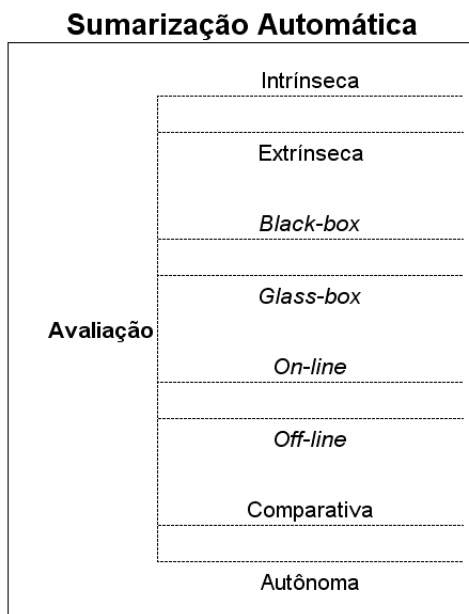 Sumarização Automática
Intrínseca
Extrínseca
Black-box
Glass-box
Avaliação
On-line
Off-line
Comparativa
Autônoma